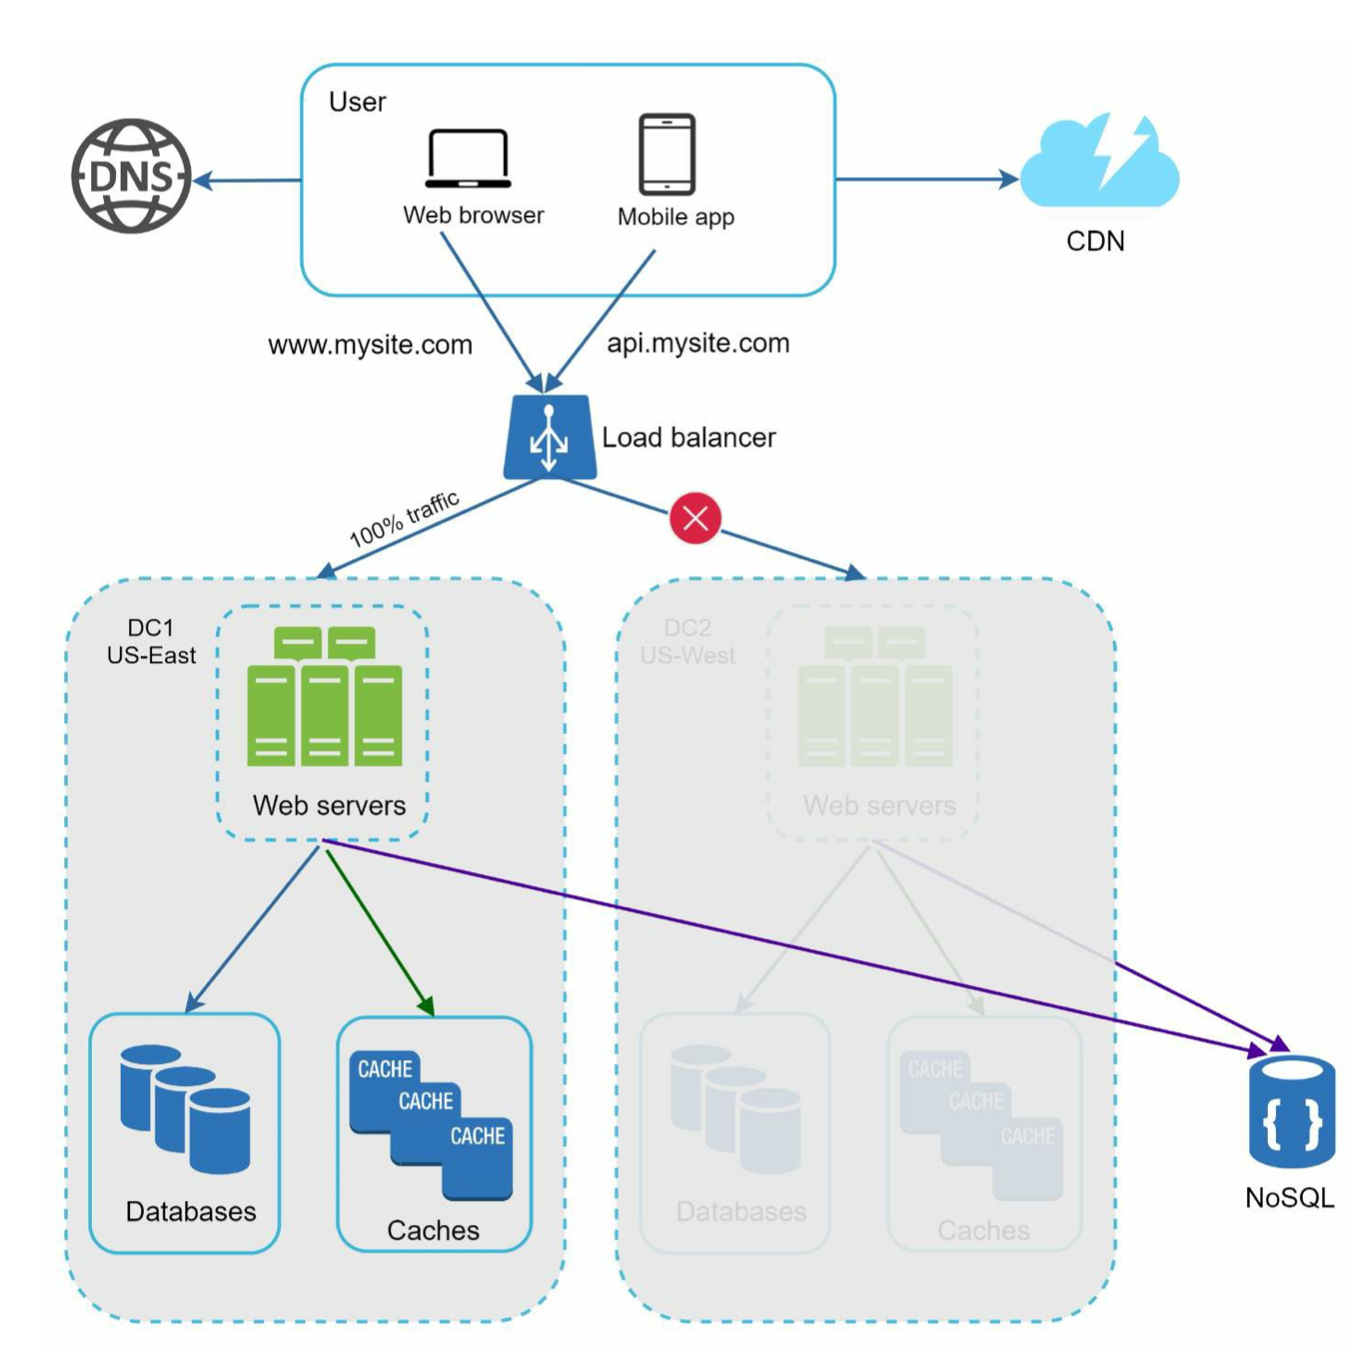 User
DNS
Web browser
Mobile app
CDN
www.mysite.com
api.mysite.com
Load balancer
100% traffic
DC1
US-East
DC2
US-West
Web servers
Web servers
CACHE
CACHE
CACHE
CACHE
CACHE
CACHE
{ }
Databases
Caches
Databases
Caches
NoSQL